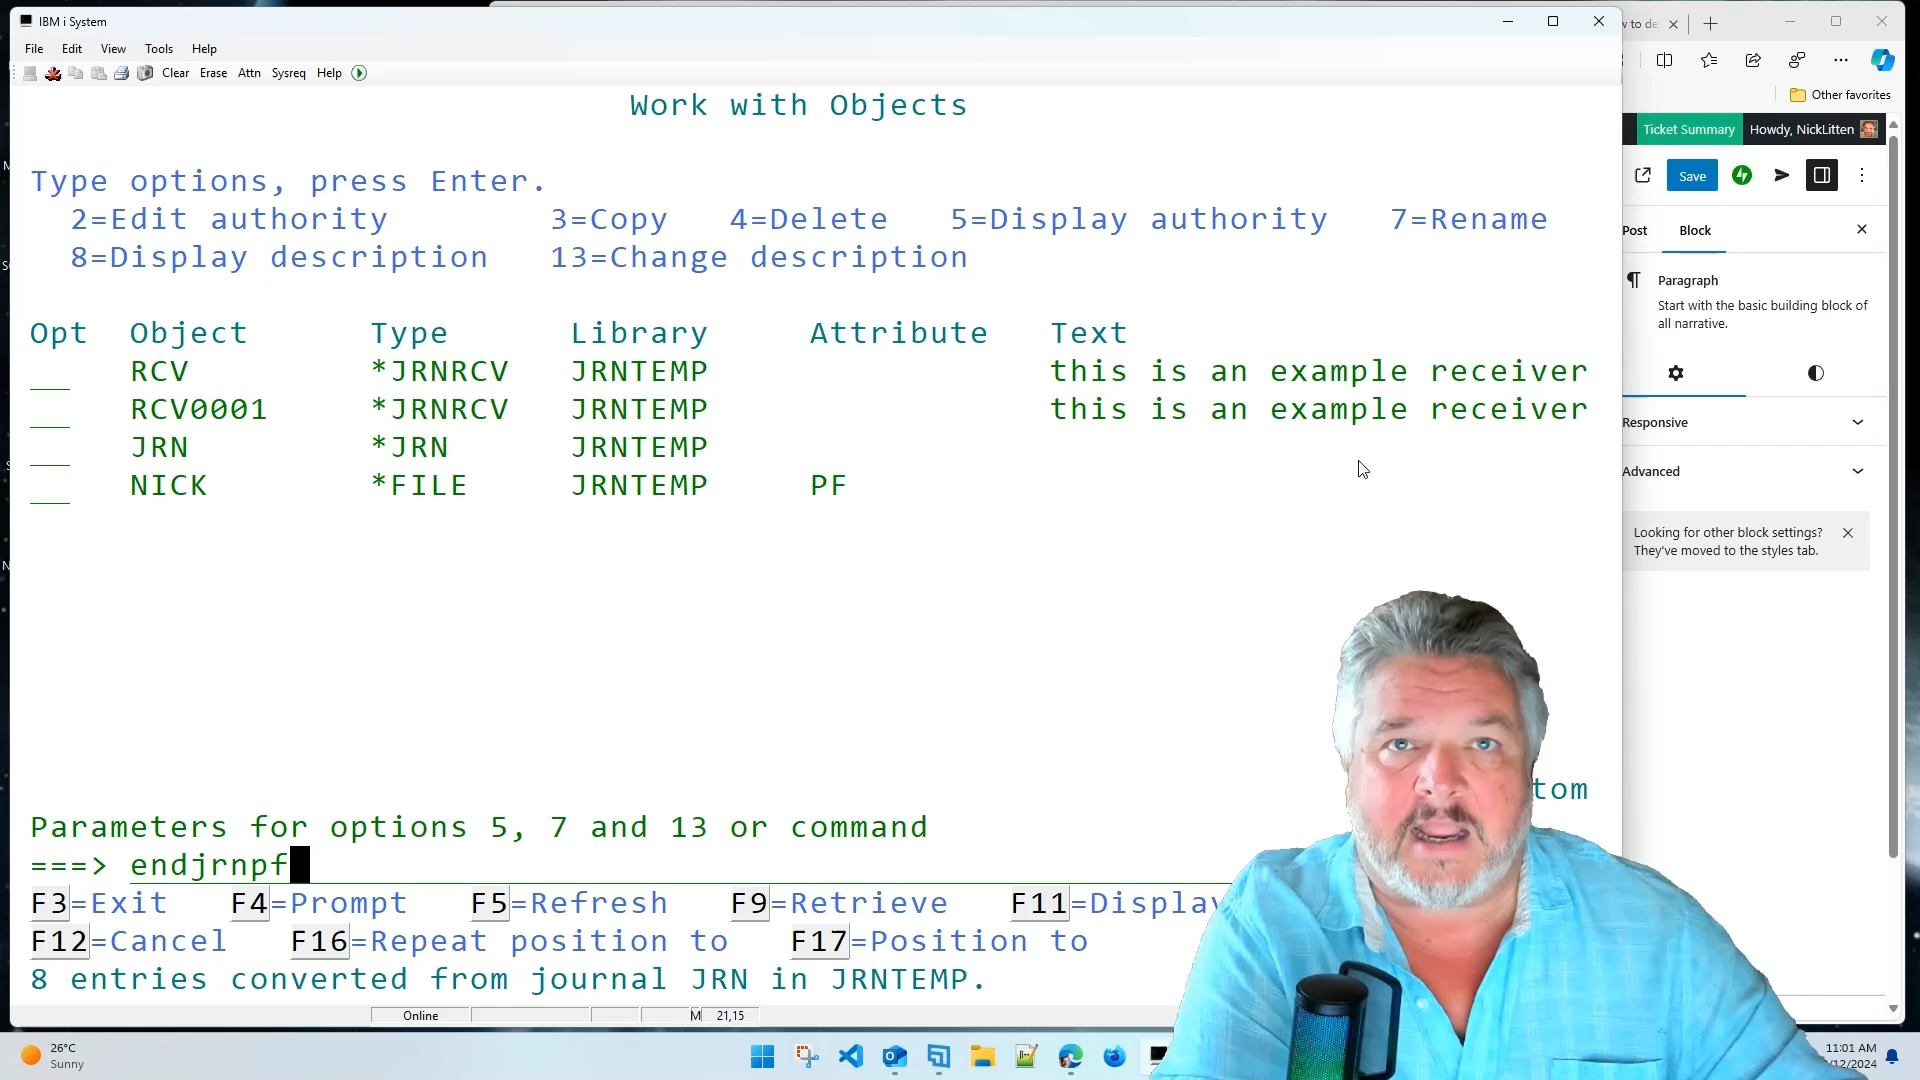 IBM i System
File Edit View Tools Help
Clear Erase Attn Sysreq Help
Work with Objects
Type options, press Enter.
2=Edit authority 3=Copy 4=Delete 5=Display authority 7=Rename
8=Display description 13=Change description
Opt Object Type Library Attribute Text
RCV *JRNRCV JRNTEMP this is an example receiver
RCV0001 *JRNRCV JRNTEMP this is an example receiver
JRN *JRN JRNTEMP
NICK *FILE JRNTEMP PF
tom
Parameters for options 5, 7 and 13 or command
===> endjrnpf
F3=Exit F4=Prompt F5=Refresh F9=Retrieve F11=Display
F12=Cancel F16=Repeat position to F17=Position to
8 entries converted from journal JRN in JRNTEMP.
Online M 21,15
w to de
Other favorites
Ticket Summary Howdy, NickLitten
Save
Post Block
Paragraph
Start with the basic building block of
all narrative.
Responsive
Advanced
Looking for other block settings?
They've moved to the styles tab.
26°C
Sunny
11:01 AM
/12/2024